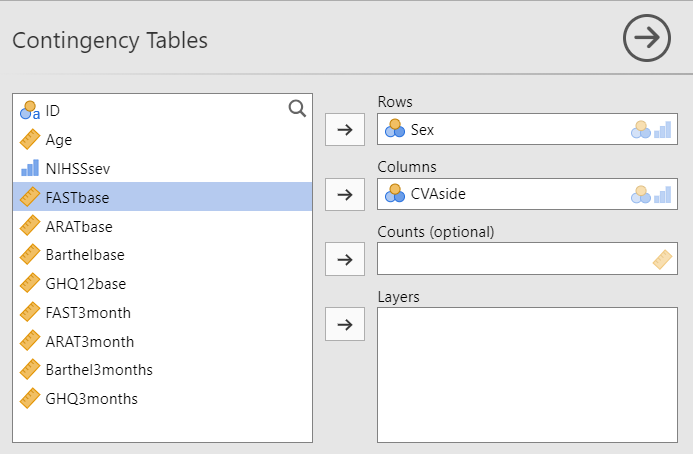 Contingency Tables
ID
Age
NIHSSsev
FASTbase
ARATbase
Barthelbase
GHQ12base
FAST3month
ARAT3month
Barthel3months
GHQ3months
Rows
Sex
Columns
CVAside
Counts (optional)
Layers